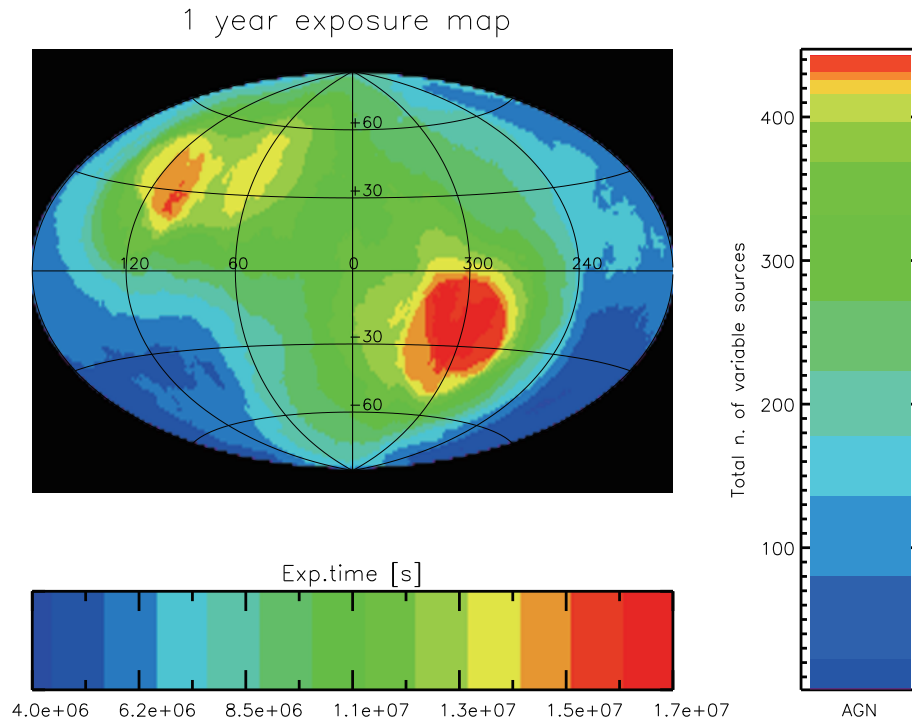 1 year exposure map
+60
+30
120 60 0 300 240
−30
−60
Exp.time [s]
4.0e+06 6.2e+06 8.5e+06 1.1e+07 1.3e+07 1.5e+07 1.7e+07
Total n. of variable sources
400
300
200
100
AGN